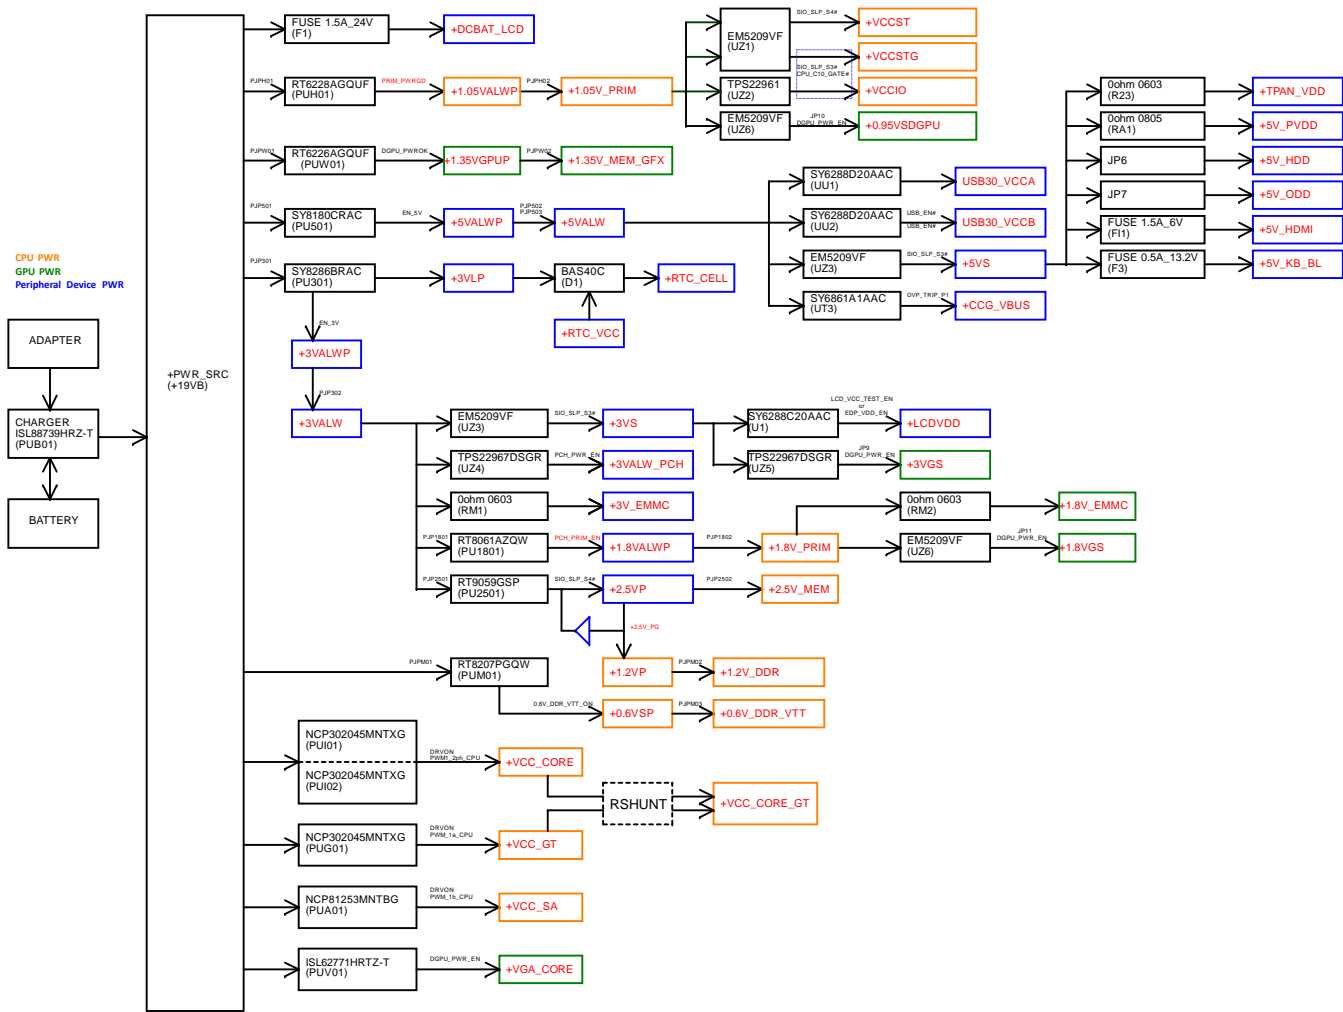 FUSE 1.5A_24V
(F1)
+DCBAT_LCD
SIO_SLP_S4#
EM5209VF
(UZ1)
+VCCST
SIO_SLP_S3#
CPU_C10_GATE#
+VCCSTG
PJPH01
RT6228AGQUF
(PUH01)
PRIM_PWRGD
+1.05VALWP
PJPH02
+1.05V_PRIM
TPS22961
(UZ2)
+VCCIO
EM5209VF
(UZ6)
JP10
DGPU_PWR_EN
+0.95VSDGPU
0ohm 0603
(R23)
+TPAN_VDD
0ohm 0805
(RA1)
+5V_PVDD
JP6
+5V_HDD
JP7
+5V_ODD
FUSE 1.5A_6V
(FI1)
+5V_HDMI
FUSE 0.5A_13.2V
(F3)
+5V_KB_BL
PJPW01
RT6226AGQUF
(PUW01)
DGPU_PWROK
+1.35VGPUP
PJPW02
+1.35V_MEM_GFX
SY6288D20AAC
(UU1)
USB30_VCCA
PJP501
SY8180CRAC
(PU501)
EN_5V
+5VALWP
PJP502
PJP503
+5VALW
SY6288D20AAC
(UU2)
USB_EN#
USB_EN#
USB30_VCCB
EM5209VF
(UZ3)
SIO_SLP_S3#
+5VS
SY6861A1AAC
(UT3)
OVP_TRIP_P1
+CCG_VBUS
CPU PWR
GPU PWR
Peripheral Device PWR
PJP301
SY8286BRAC
(PU301)
+3VLP
BAS40C
(D1)
+RTC_CELL
+RTC_VCC
EN_3V
+3VALWP
PJP302
+3VALW
ADAPTER
CHARGER
ISL88739HRZ-T
(PUB01)
BATTERY
+PWR_SRC
(+19VB)
EM5209VF
(UZ3)
SIO_SLP_S3#
+3VS
SY6288C20AAC
(U1)
LCD_VCC_TEST_EN
or
EDP_VDD_EN
+LCDVDD
TPS22967DSGR
(UZ4)
PCH_PWR_EN
+3VALW_PCH
TPS22967DSGR
(UZ5)
JP9
DGPU_PWR_EN
+3VGS
0ohm 0603
(RM1)
+3V_EMMC
0ohm 0603
(RM2)
+1.8V_EMMC
PJP1801
RT8061AZQW
(PU1801)
PCH_PRIM_EN
+1.8VALWP
PJP1802
+1.8V_PRIM
EM5209VF
(UZ6)
JP11
DGPU_PWR_EN
+1.8VGS
PJP2501
RT9059GSP
(PU2501)
SIO_SLP_S4#
+2.5VP
PJP2502
+2.5V_MEM
+2.5V_PG
PJPM01
RT8207PGQW
(PUM01)
+1.2VP
PJPM02
+1.2V_DDR
0.6V_DDR_VTT_ON
+0.6VSP
PJPM03
+0.6V_DDR_VTT
NCP302045MNTXG
(PUI01)
NCP302045MNTXG
(PUI02)
DRVON
PWM1_2ph_CPU
+VCC_CORE
RSHUNT
+VCC_CORE_GT
NCP302045MNTXG
(PUG01)
DRVON
PWM_1a_CPU
+VCC_GT
NCP81253MNTBG
(PUA01)
DRVON
PWM_1b_CPU
+VCC_SA
ISL62771HRTZ-T
(PUV01)
DGPU_PWR_EN
+VGA_CORE